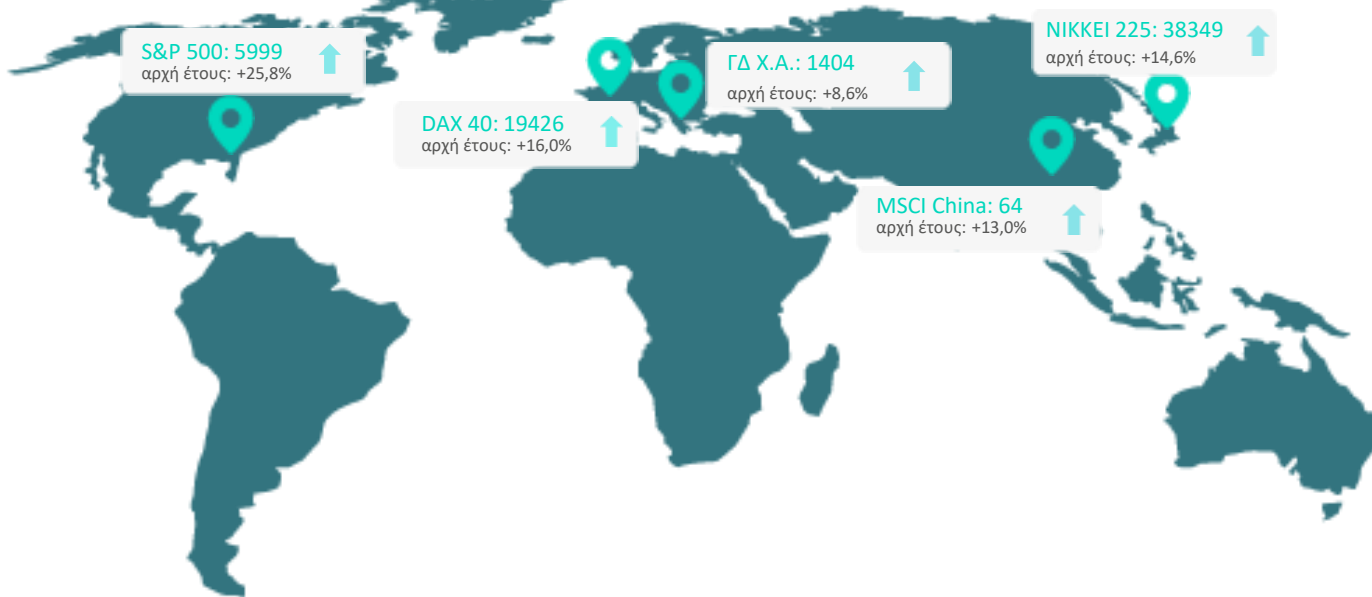 S&P 500: 5999
αρχή έτους: +25,8%
DAX 40: 19426
αρχή έτους: +16,0%
ΓΔ Χ.Α.: 1404
αρχή έτους: +8,6%
NIKKEI 225: 38349
αρχή έτους: +14,6%
MSCI China: 64
αρχή έτους: +13,0%